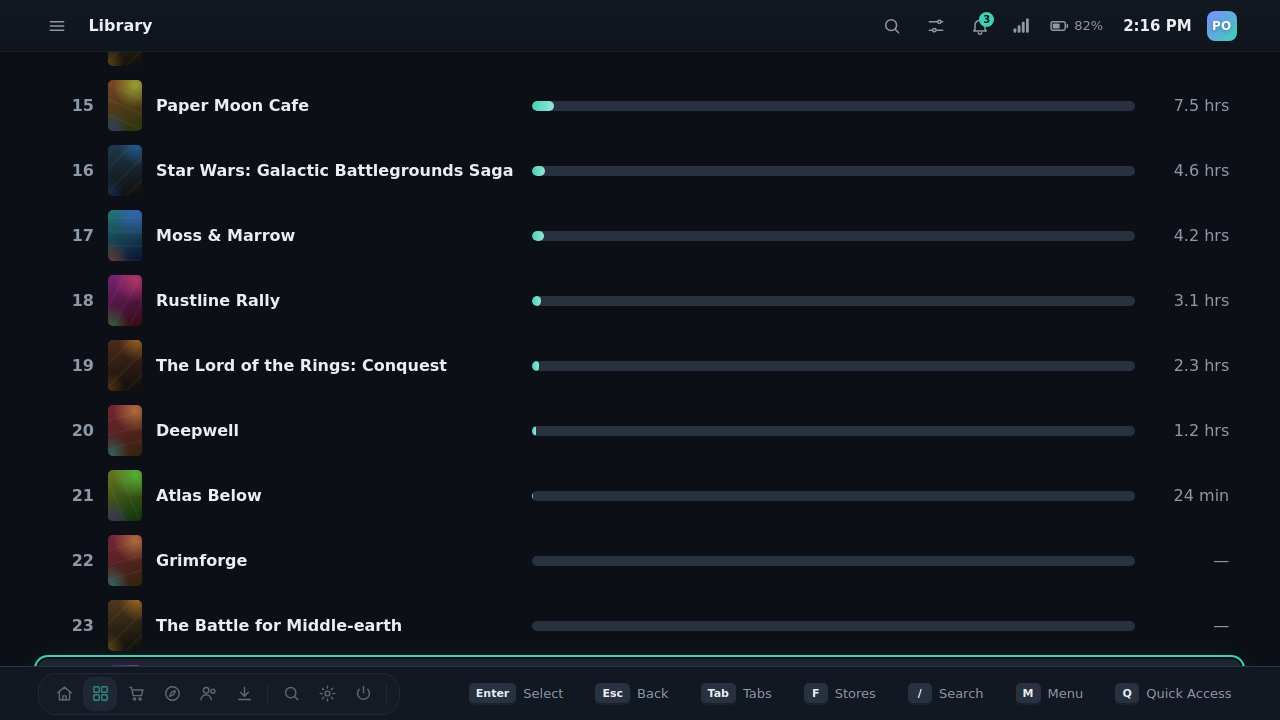 Library
3
82%
2:16 PM
PO
15 Paper Moon Cafe 7.5 hrs
16 Star Wars: Galactic Battlegrounds Saga 4.6 hrs
17 Moss & Marrow 4.2 hrs
18 Rustline Rally 3.1 hrs
19 The Lord of the Rings: Conquest 2.3 hrs
20 Deepwell 1.2 hrs
21 Atlas Below 24 min
22 Grimforge —
23 The Battle for Middle-earth —
Enter Select Esc Back Tab Tabs F Stores / Search M Menu Q Quick Access